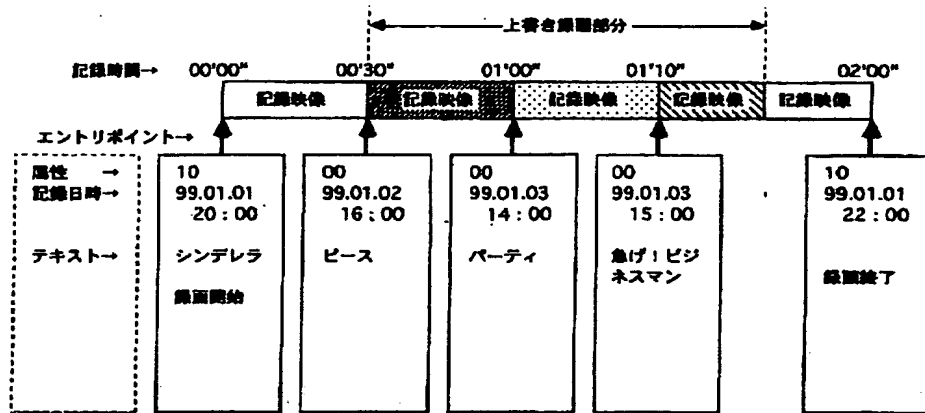 上書き録画部分
記録時間→ 00'00" 00'30" 01'00" 01'10" 02'00"
記録映像 記録映像 記録映像 記録映像 記録映像
エントリポイント→
属性 → 10 00 00 00 10
記録日時→ 99.01.01 99.01.02 99.01.03 99.01.03 99.01.01
20:00 16:00 14:00 15:00 22:00
テキスト→ シンデレラ ピース パーティ 急げ!ビジ
ネスマン
録画開始 録画終了